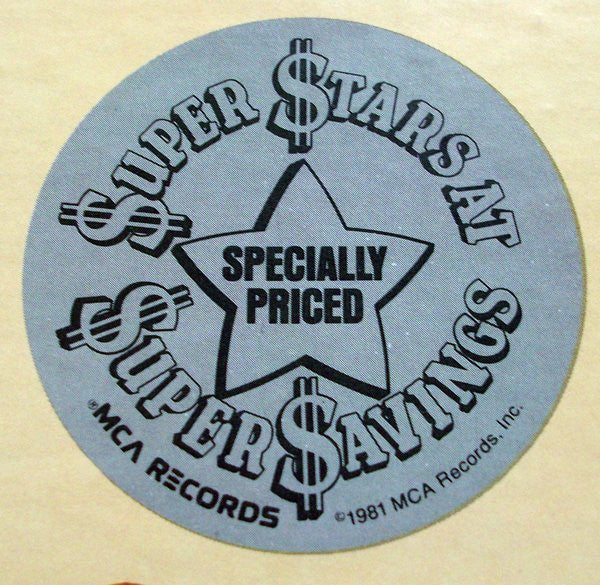 $UPER $TARS AT
SPECIALLY
PRICED
$UPER $AVINGS
®MCA RECORDS
©1981 MCA Records, Inc.